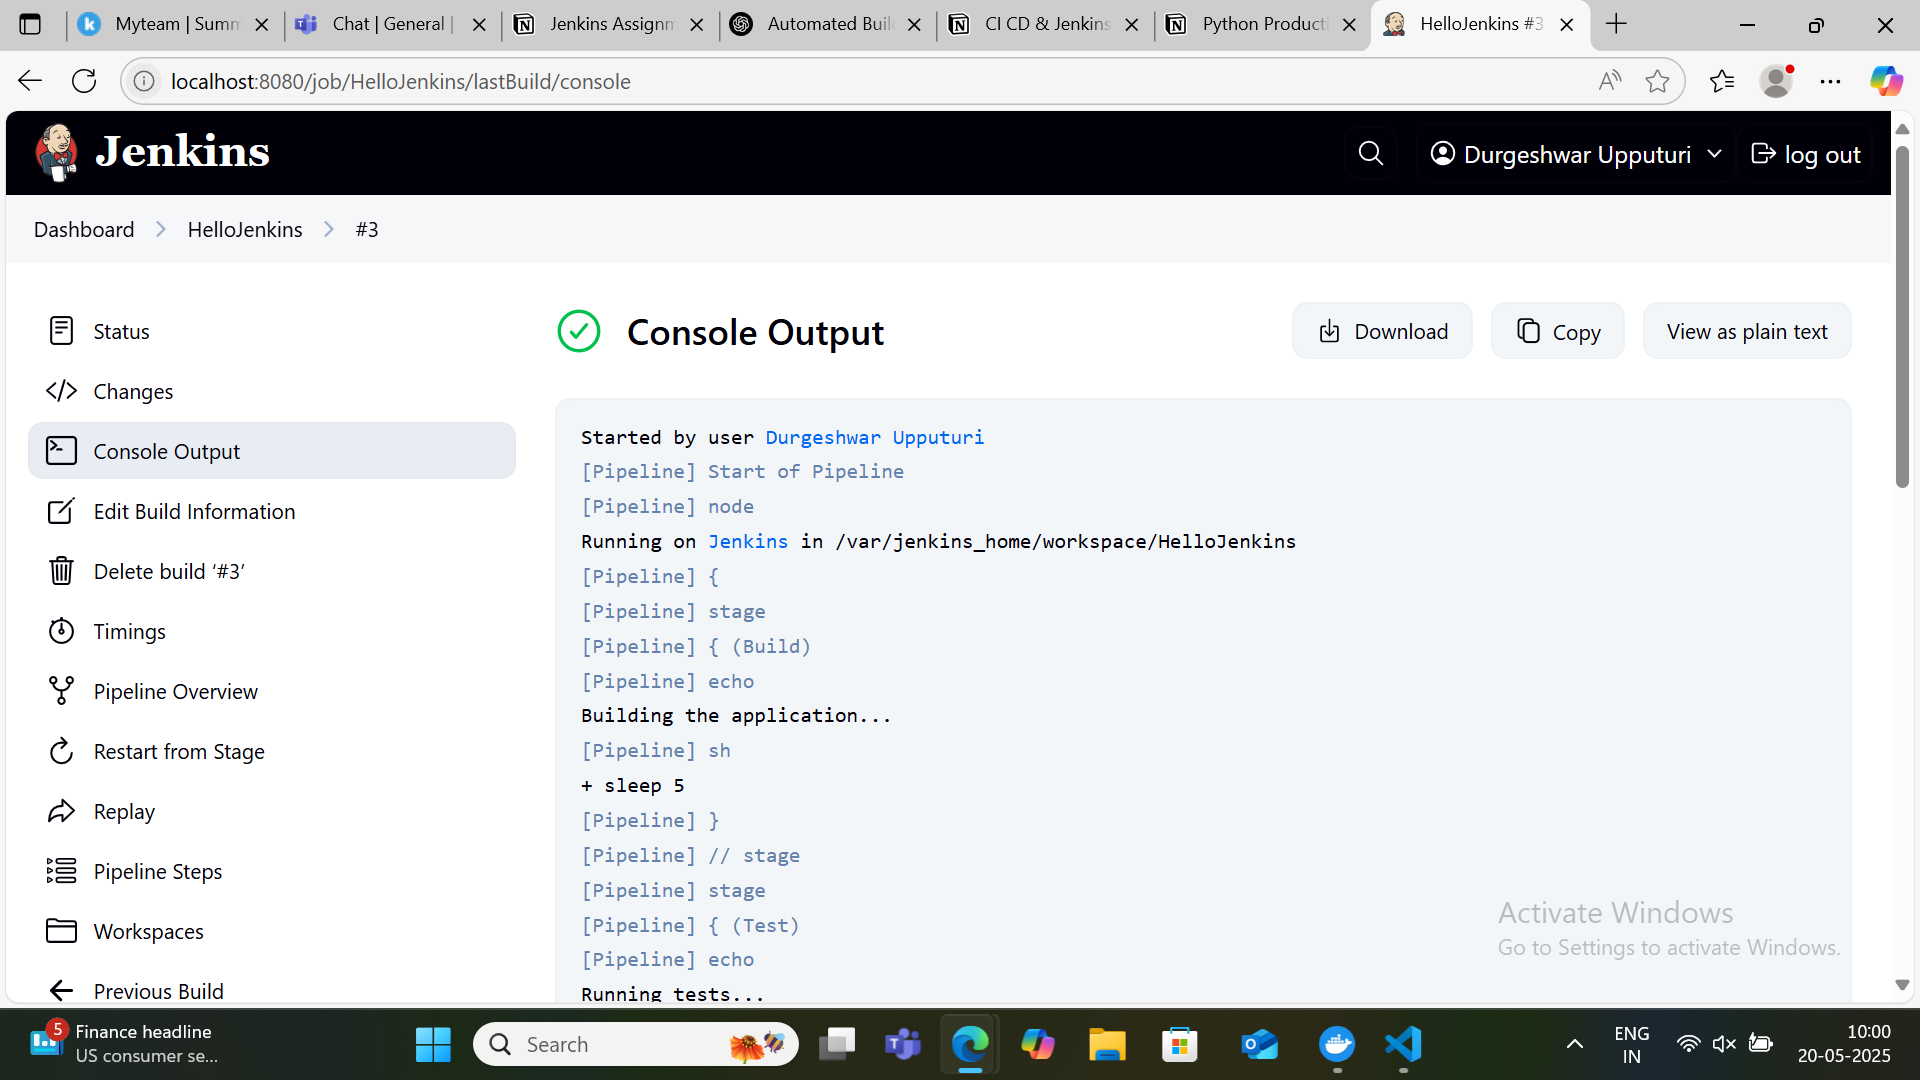 Myteam | Summ
Chat | General |
Jenkins Assignm
Automated Buil
CI CD & Jenkins
Python Producti
HelloJenkins #3
localhost:8080/job/HelloJenkins/lastBuild/console
Jenkins
Durgeshwar Upputuri
log out
Dashboard
HelloJenkins
#3
Status
Changes
Console Output
Edit Build Information
Delete build ‘#3’
Timings
Pipeline Overview
Restart from Stage
Replay
Pipeline Steps
Workspaces
Previous Build
Console Output
Download
Copy
View as plain text
Started by user Durgeshwar Upputuri
[Pipeline] Start of Pipeline
[Pipeline] node
Running on Jenkins in /var/jenkins_home/workspace/HelloJenkins
[Pipeline] {
[Pipeline] stage
[Pipeline] { (Build)
[Pipeline] echo
Building the application...
[Pipeline] sh
+ sleep 5
[Pipeline] }
[Pipeline] // stage
[Pipeline] stage
[Pipeline] { (Test)
[Pipeline] echo
Running tests...
Activate Windows
Go to Settings to activate Windows.
5
Finance headline
US consumer se...
Search
ENG
IN
10:00
20-05-2025